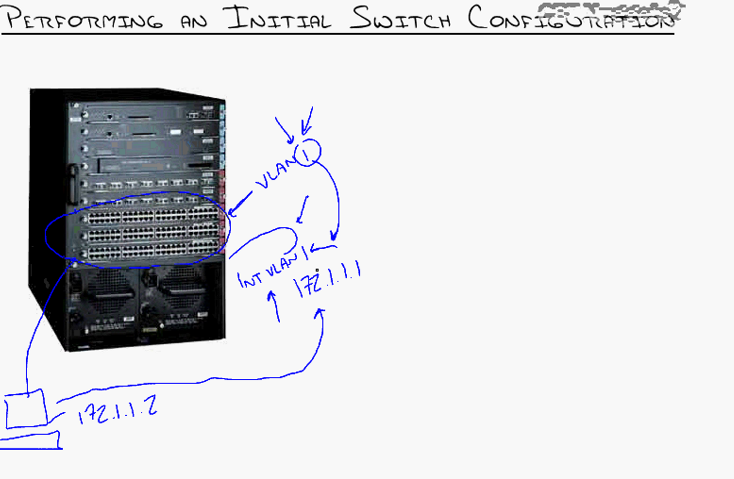 PERFORMING AN INITIAL SWITCH CONFIGURATION
VLAN 1
INT VLAN 1
172.1.1.1
172.1.1.2